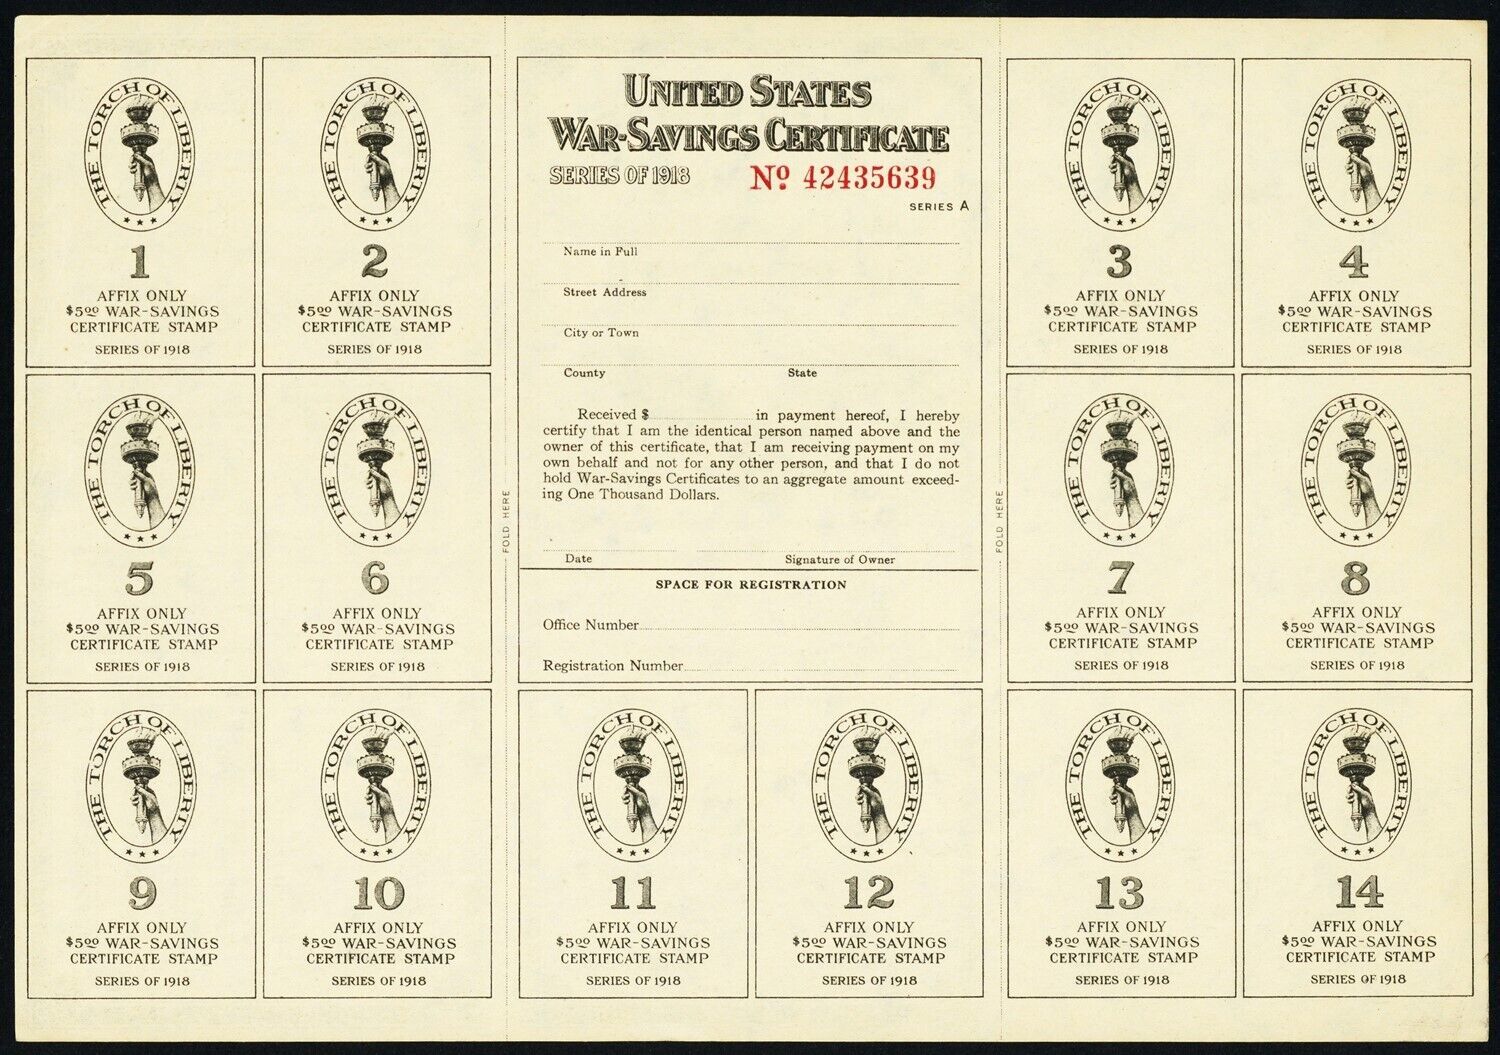 THE TORCH OF LIBERTY
1
AFFIX ONLY
$5.00 WAR-SAVINGS
CERTIFICATE STAMP
SERIES OF 1918
THE TORCH OF LIBERTY
2
AFFIX ONLY
$5.00 WAR-SAVINGS
CERTIFICATE STAMP
SERIES OF 1918
UNITED STATES
WAR-SAVINGS CERTIFICATE
SERIES OF 1918 No. 42435639
SERIES A
Name in Full
Street Address
City or Town
County State
Received $ in payment hereof, I hereby
certify that I am the identical person named above and the
owner of this certificate, that I am receiving payment on my
own behalf and not for any other person, and that I do not
hold War-Savings Certificates to an aggregate amount exceed-
ing One Thousand Dollars.
Date Signature of Owner
SPACE FOR REGISTRATION
Office Number
Registration Number
FOLD HERE
FOLD HERE
THE TORCH OF LIBERTY
3
AFFIX ONLY
$5.00 WAR-SAVINGS
CERTIFICATE STAMP
SERIES OF 1918
THE TORCH OF LIBERTY
4
AFFIX ONLY
$5.00 WAR-SAVINGS
CERTIFICATE STAMP
SERIES OF 1918
THE TORCH OF LIBERTY
5
AFFIX ONLY
$5.00 WAR-SAVINGS
CERTIFICATE STAMP
SERIES OF 1918
THE TORCH OF LIBERTY
6
AFFIX ONLY
$5.00 WAR-SAVINGS
CERTIFICATE STAMP
SERIES OF 1918
THE TORCH OF LIBERTY
7
AFFIX ONLY
$5.00 WAR-SAVINGS
CERTIFICATE STAMP
SERIES OF 1918
THE TORCH OF LIBERTY
8
AFFIX ONLY
$5.00 WAR-SAVINGS
CERTIFICATE STAMP
SERIES OF 1918
THE TORCH OF LIBERTY
9
AFFIX ONLY
$5.00 WAR-SAVINGS
CERTIFICATE STAMP
SERIES OF 1918
THE TORCH OF LIBERTY
10
AFFIX ONLY
$5.00 WAR-SAVINGS
CERTIFICATE STAMP
SERIES OF 1918
THE TORCH OF LIBERTY
11
AFFIX ONLY
$5.00 WAR-SAVINGS
CERTIFICATE STAMP
SERIES OF 1918
THE TORCH OF LIBERTY
12
AFFIX ONLY
$5.00 WAR-SAVINGS
CERTIFICATE STAMP
SERIES OF 1918
THE TORCH OF LIBERTY
13
AFFIX ONLY
$5.00 WAR-SAVINGS
CERTIFICATE STAMP
SERIES OF 1918
THE TORCH OF LIBERTY
14
AFFIX ONLY
$5.00 WAR-SAVINGS
CERTIFICATE STAMP
SERIES OF 1918